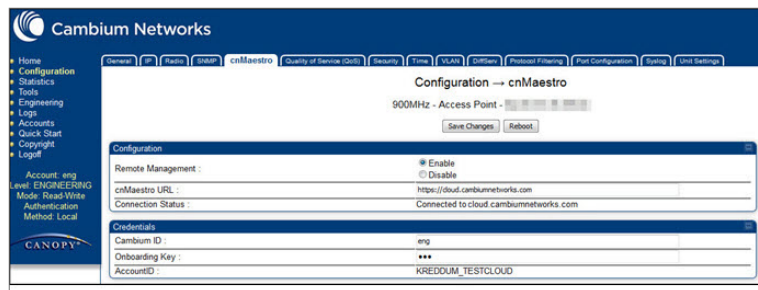 Cambium Networks
Home
Configuration
Statistics
Tools
Engineering
Logs
Accounts
Quick Start
Copyright
Logoff
Account: eng
Level: ENGINEERING
Mode: Read-Write
Authentication
Method: Local
CANOPY
General IP Radio SNMP cnMaestro Quality of Service (QoS) Security Time VLAN DiffServ Protocol Filtering Port Configuration Syslog Unit Settings
Configuration → cnMaestro
900MHz - Access Point -
Save Changes Reboot
Configuration
Remote Management :
Enable
Disable
cnMaestro URL : https://cloud.cambiumnetworks.com
Connection Status : Connected to cloud.cambiumnetworks.com
Credentials
Cambium ID : eng
Onboarding Key : •••
AccountID : KREDDUM_TESTCLOUD